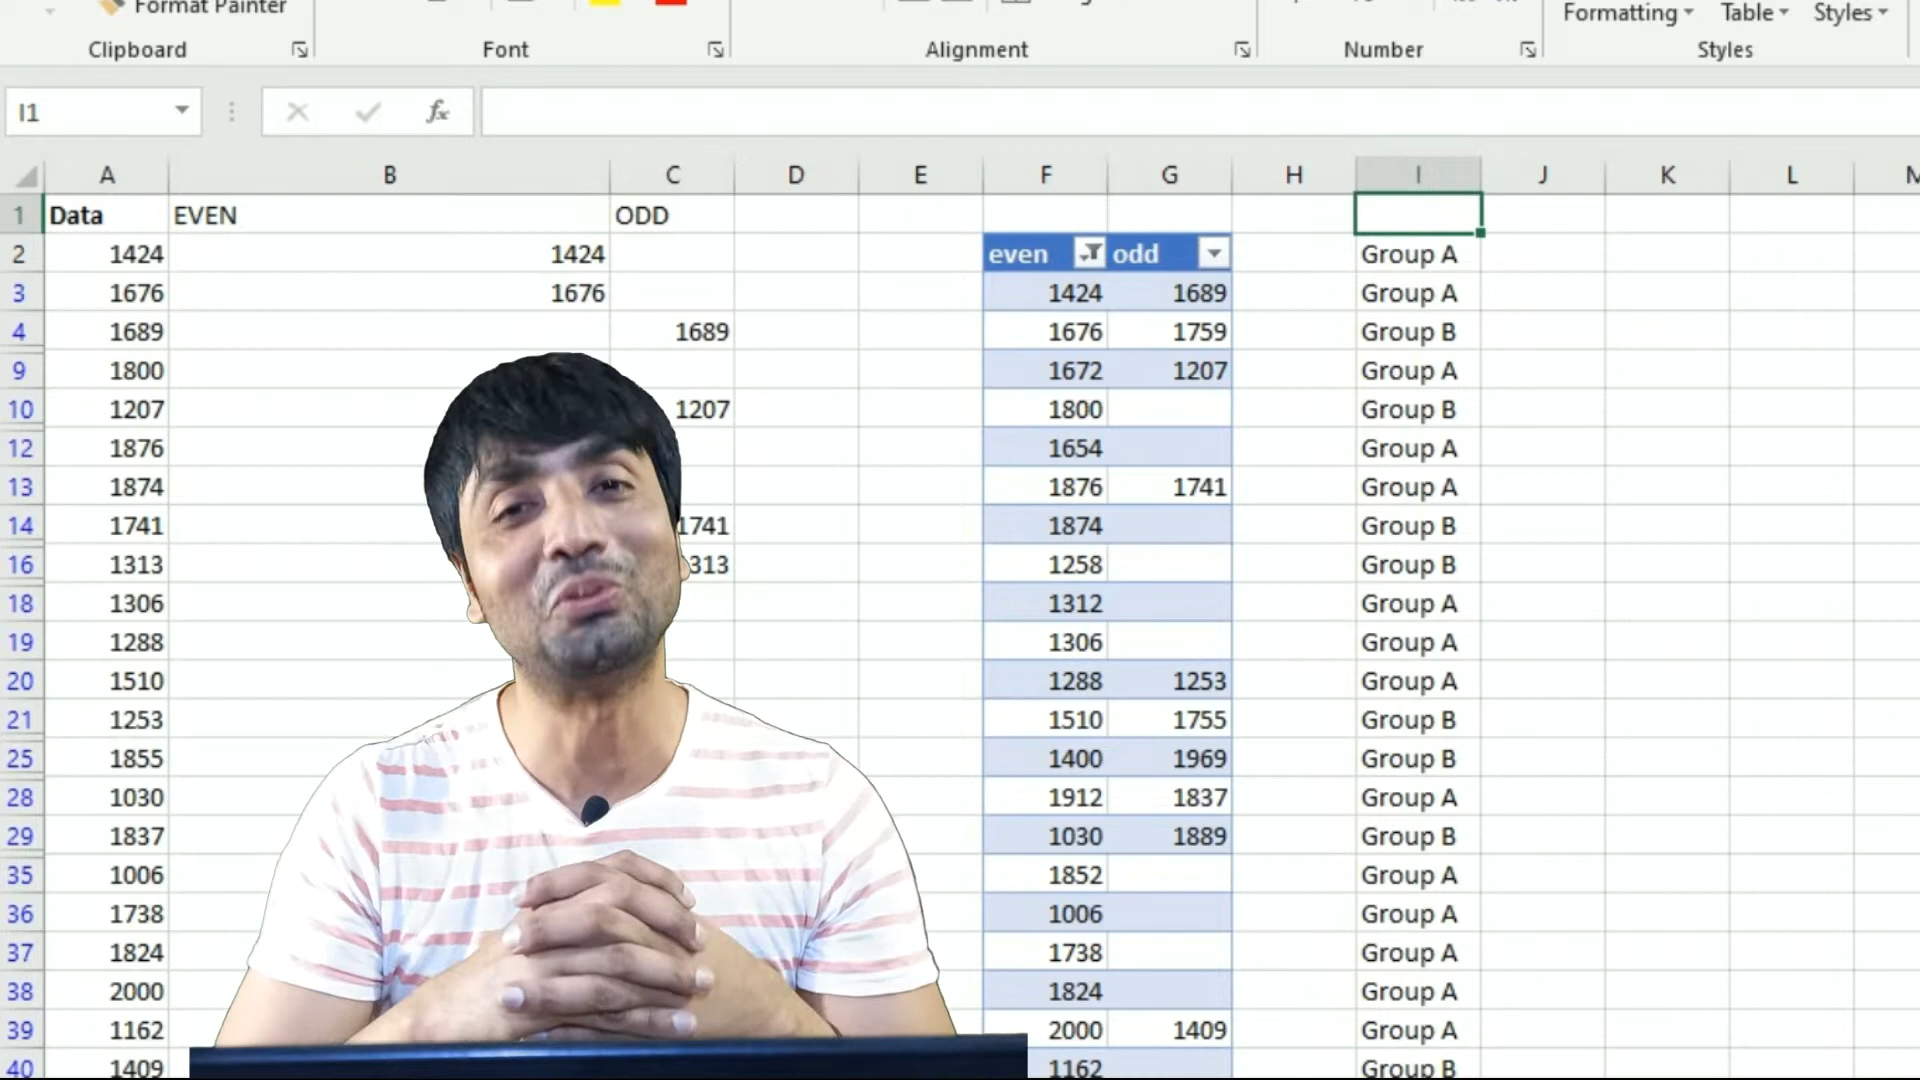 Format Painter
Formatting Table Styles
Clipboard Font Alignment Number Styles
I1 fx
A B C D E F G H I J K L
1 Data EVEN ODD
2 1424 1424 even odd Group A
3 1676 1676 1424 1689 Group A
4 1689 1689 1676 1759 Group B
9 1800 1672 1207 Group A
10 1207 1207 1800 Group B
12 1876 1654 Group A
13 1874 1876 1741 Group A
14 1741 1741 1874 Group B
16 1313 313 1258 Group B
18 1306 1312 Group A
19 1288 1306 Group A
20 1510 1288 1253 Group A
21 1253 1510 1755 Group B
25 1855 1400 1969 Group B
28 1030 1912 1837 Group A
29 1837 1030 1889 Group B
35 1006 1852 Group A
36 1738 1006 Group A
37 1824 1738 Group A
38 2000 1824 Group A
39 1162 2000 1409 Group A
40 1409 1162 Group B